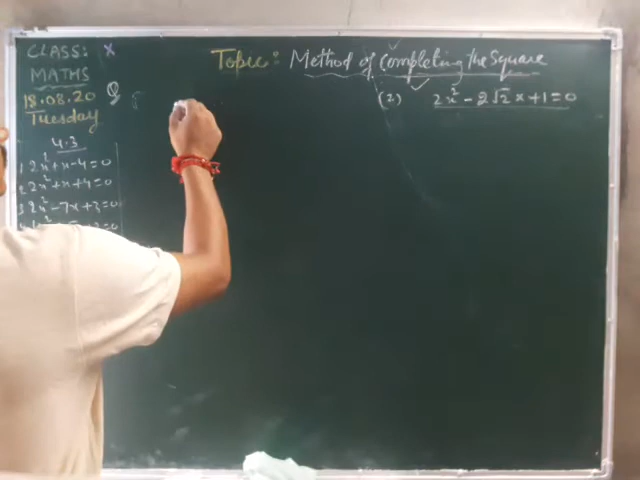 CLASS: X
MATHS
18.08.20
Tuesday
Topic: Method of completing the Square
(2) 2x² - 2√2x + 1 = 0
Q
4.3
1 2x² + x - 4 = 0
2 2x² + x + 4 = 0
3 2x² - 7x + 3 = 0